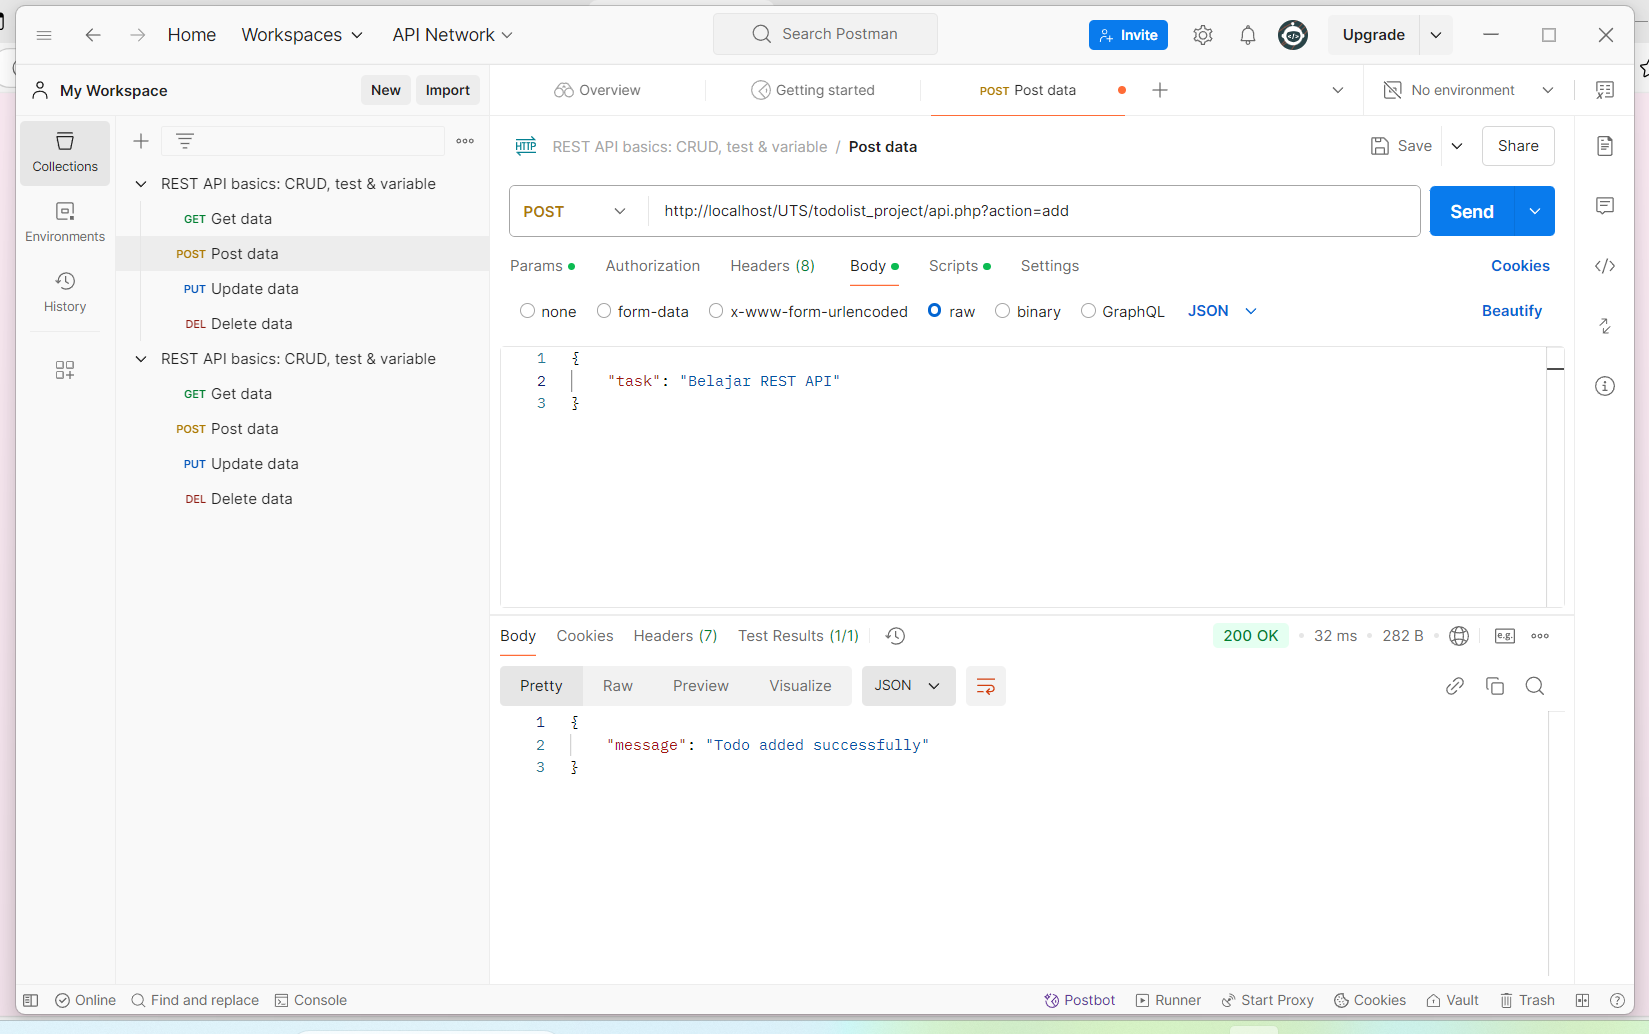 Home Workspaces API Network Search Postman Invite Upgrade
My Workspace New Import Overview Getting started POST Post data No environment
Collections
Environments
History
REST API basics: CRUD, test & variable
GET Get data
POST Post data
PUT Update data
DEL Delete data
REST API basics: CRUD, test & variable
GET Get data
POST Post data
PUT Update data
DEL Delete data
HTTP REST API basics: CRUD, test & variable / Post data Save Share
POST http://localhost/UTS/todolist_project/api.php?action=add Send
Params Authorization Headers (8) Body Scripts Settings Cookies
none form-data x-www-form-urlencoded raw binary GraphQL JSON Beautify
1 {
2 "task": "Belajar REST API"
3 }
Body Cookies Headers (7) Test Results (1/1) 200 OK 32 ms 282 B e.g.
Pretty Raw Preview Visualize JSON
1 {
2 "message": "Todo added successfully"
3 }
Online Find and replace Console Postbot Runner Start Proxy Cookies Vault Trash